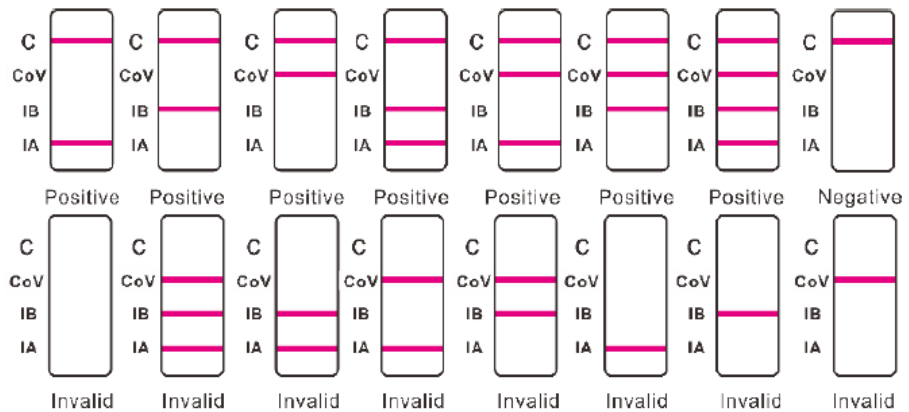 C C C C C C C C
CoV CoV CoV CoV CoV CoV CoV CoV
IB IB IB IB IB IB IB IB
IA IA IA IA IA IA IA IA
Positive Positive Positive Positive Positive Positive Positive Negative
C C C C C C C C
CoV CoV CoV CoV CoV CoV CoV CoV
IB IB IB IB IB IB IB IB
IA IA IA IA IA IA IA IA
Invalid Invalid Invalid Invalid Invalid Invalid Invalid Invalid